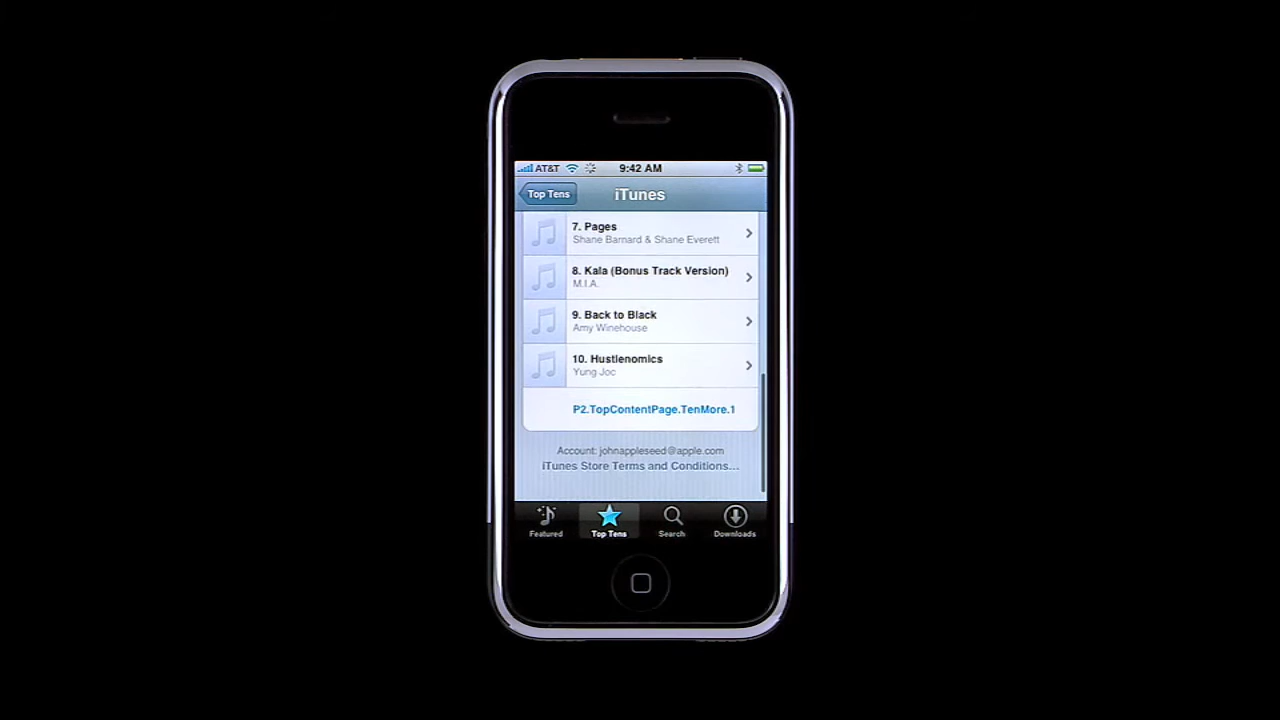 AT&T 9:42 AM
Top Tens iTunes
7. Pages
Shane Barnard & Shane Everett
8. Kala (Bonus Track Version)
M.I.A.
9. Back to Black
Amy Winehouse
10. Hustlenomics
Yung Joc
P2.TopContentPage.TenMore.1
Account: johnappleseed@apple.com
iTunes Store Terms and Conditions...
Featured Top Tens Search Downloads